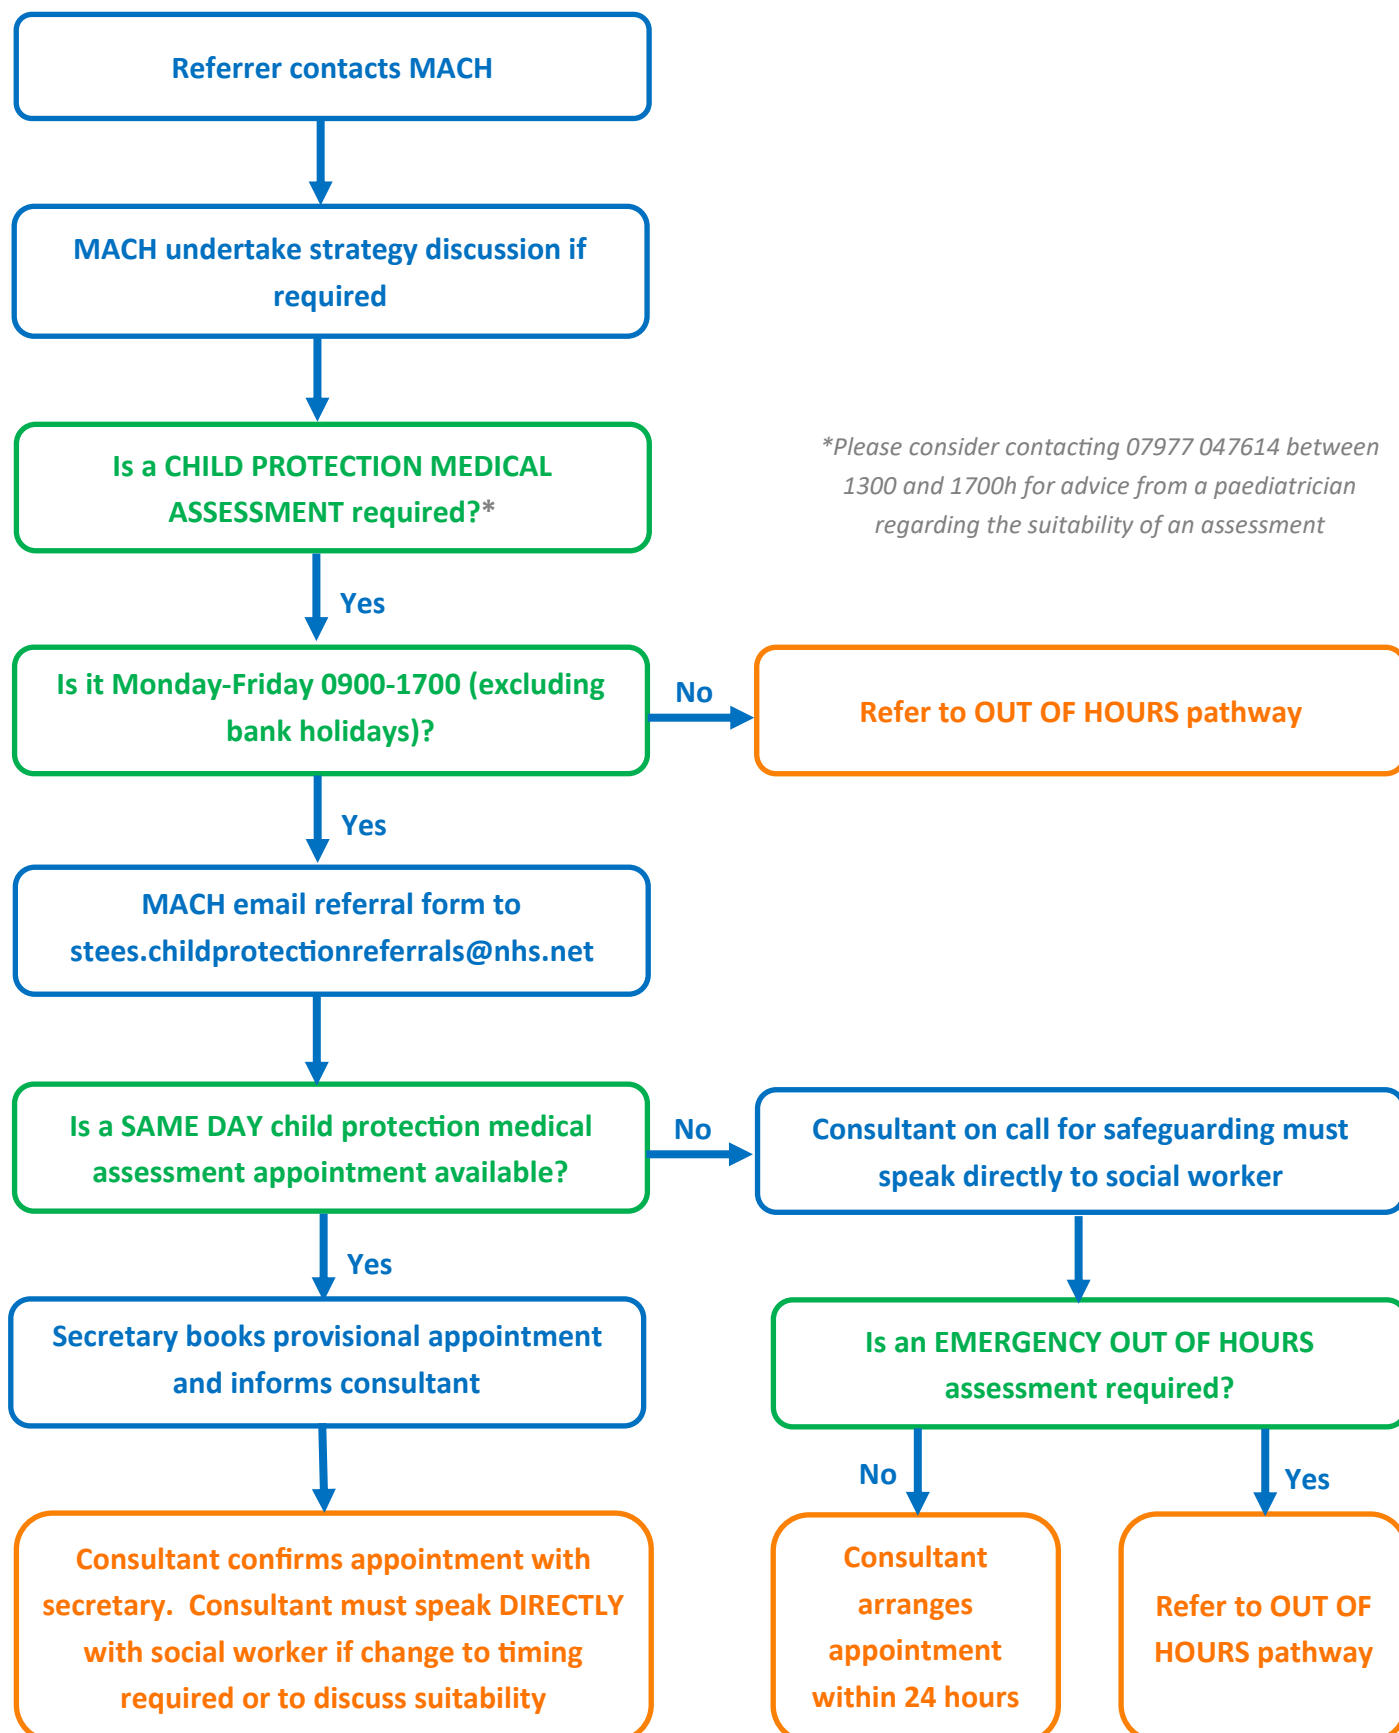 Referrer contacts MACH
MACH undertake strategy discussion if
required
Is a CHILD PROTECTION MEDICAL
ASSESSMENT required?*
*Please consider contacting 07977 047614 between
1300 and 1700h for advice from a paediatrician
regarding the suitability of an assessment
Yes
Is it Monday-Friday 0900-1700 (excluding
bank holidays)?
No
Refer to OUT OF HOURS pathway
Yes
MACH email referral form to
stees.childprotectionreferrals@nhs.net
Is a SAME DAY child protection medical
assessment appointment available?
No
Consultant on call for safeguarding must
speak directly to social worker
Yes
Secretary books provisional appointment
and informs consultant
Is an EMERGENCY OUT OF HOURS
assessment required?
No
Yes
Consultant confirms appointment with
secretary.  Consultant must speak DIRECTLY
with social worker if change to timing
required or to discuss suitability
Consultant
arranges
appointment
within 24 hours
Refer to OUT OF
HOURS pathway